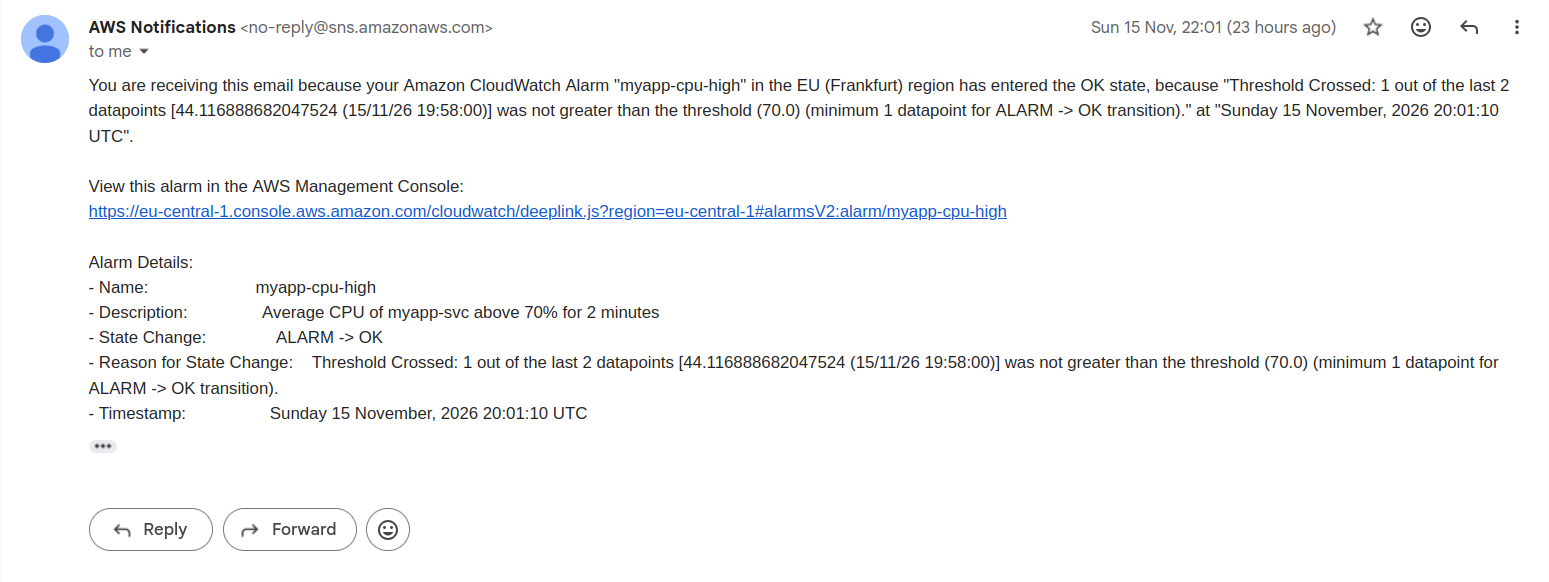 AWS Notifications <no-reply@sns.amazonaws.com>
Sun 15 Nov, 22:01 (23 hours ago)
to me
You are receiving this email because your Amazon CloudWatch Alarm "myapp-cpu-high" in the EU (Frankfurt) region has entered the OK state, because "Threshold Crossed: 1 out of the last 2
datapoints [44.116888682047524 (15/11/26 19:58:00)] was not greater than the threshold (70.0) (minimum 1 datapoint for ALARM -> OK transition)." at "Sunday 15 November, 2026 20:01:10
UTC".
View this alarm in the AWS Management Console:
https://eu-central-1.console.aws.amazon.com/cloudwatch/deeplink.js?region=eu-central-1#alarmsV2:alarm/myapp-cpu-high
Alarm Details:
- Name: myapp-cpu-high
- Description: Average CPU of myapp-svc above 70% for 2 minutes
- State Change: ALARM -> OK
- Reason for State Change: Threshold Crossed: 1 out of the last 2 datapoints [44.116888682047524 (15/11/26 19:58:00)] was not greater than the threshold (70.0) (minimum 1 datapoint for
ALARM -> OK transition).
- Timestamp: Sunday 15 November, 2026 20:01:10 UTC
Reply
Forward